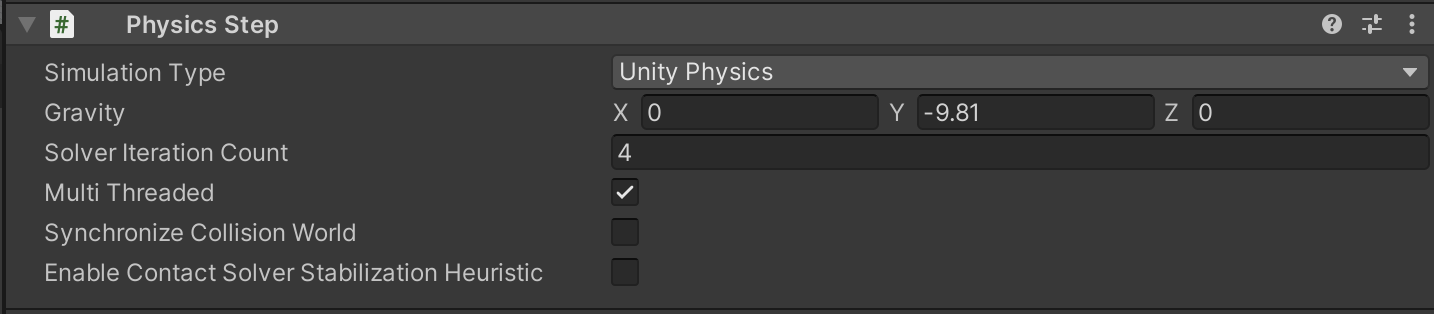 # Physics Step ?
Simulation Type Unity Physics
Gravity X 0 Y -9.81 Z 0
Solver Iteration Count 4
Multi Threaded
Synchronize Collision World
Enable Contact Solver Stabilization Heuristic